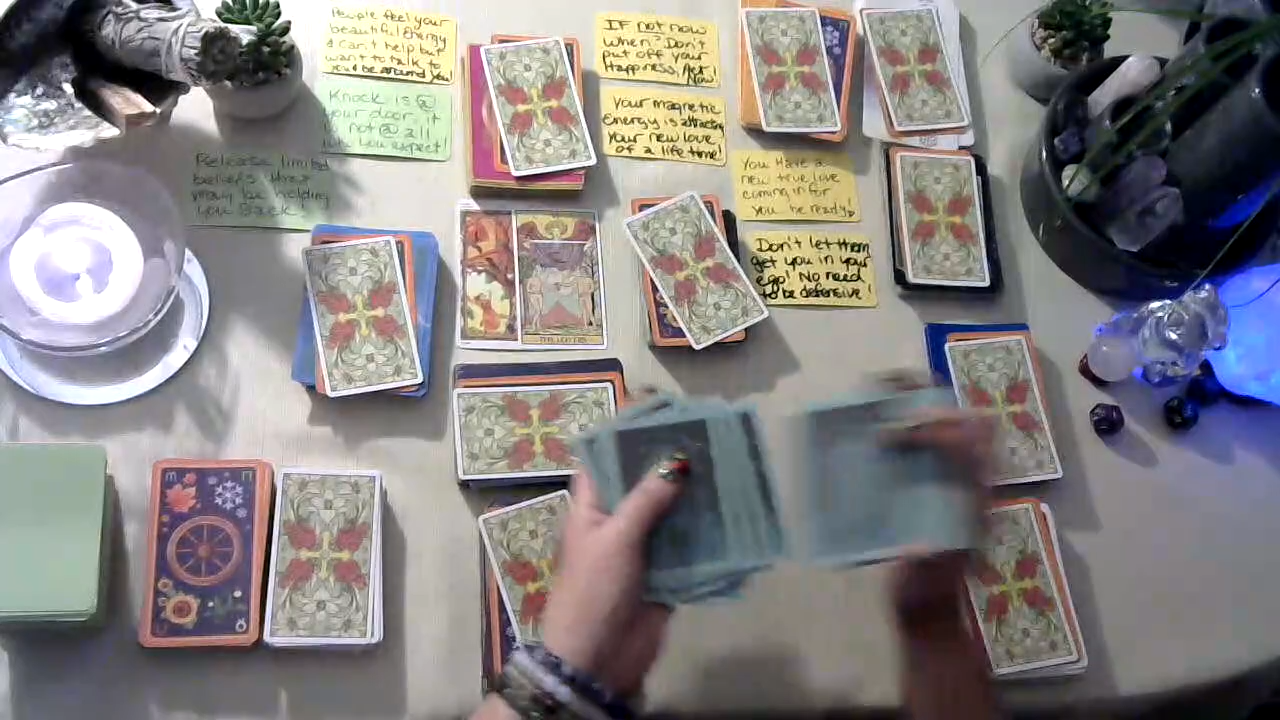 People feel your
beautiful Energy
& can't help but
want to talk to
you & be around you!
Knock is @
your door, it
is not @ all
who you expect!
Release limited
beliefs that
may be holding
you back!
IF not now
when? Don't
put off your
Happiness, Act
Now!
Your magnetic
Energy is attracting
your new love
of a life time!
You Have a
new true love
coming in for
you be ready!
Don't let them
get you in your
ego! No need
to be defensive!
THE LOVERS